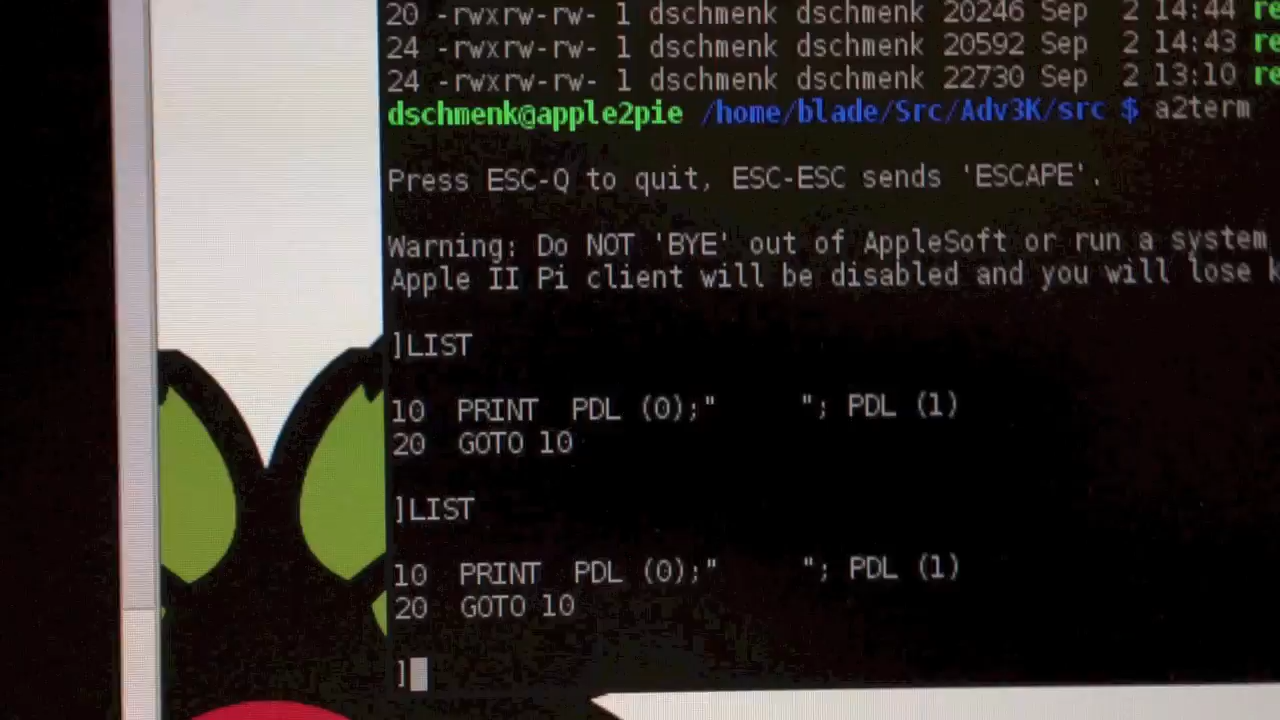 20 -rwxrw-rw- 1 dschmenk dschmenk 20246 Sep  2 14:44 re
24 -rwxrw-rw- 1 dschmenk dschmenk 20592 Sep  2 14:43 re
24 -rwxrw-rw- 1 dschmenk dschmenk 22730 Sep  2 13:10 re
dschmenk@apple2pie /home/blade/Src/Adv3K/src $ a2term
Press ESC-Q to quit, ESC-ESC sends 'ESCAPE'.
Warning: Do NOT 'BYE' out of AppleSoft or run a system
Apple II Pi client will be disabled and you will lose k
]LIST
10  PRINT  PDL (0);"     "; PDL (1)
20  GOTO 10
]LIST
10  PRINT  PDL (0);"     "; PDL (1)
20  GOTO 10
]